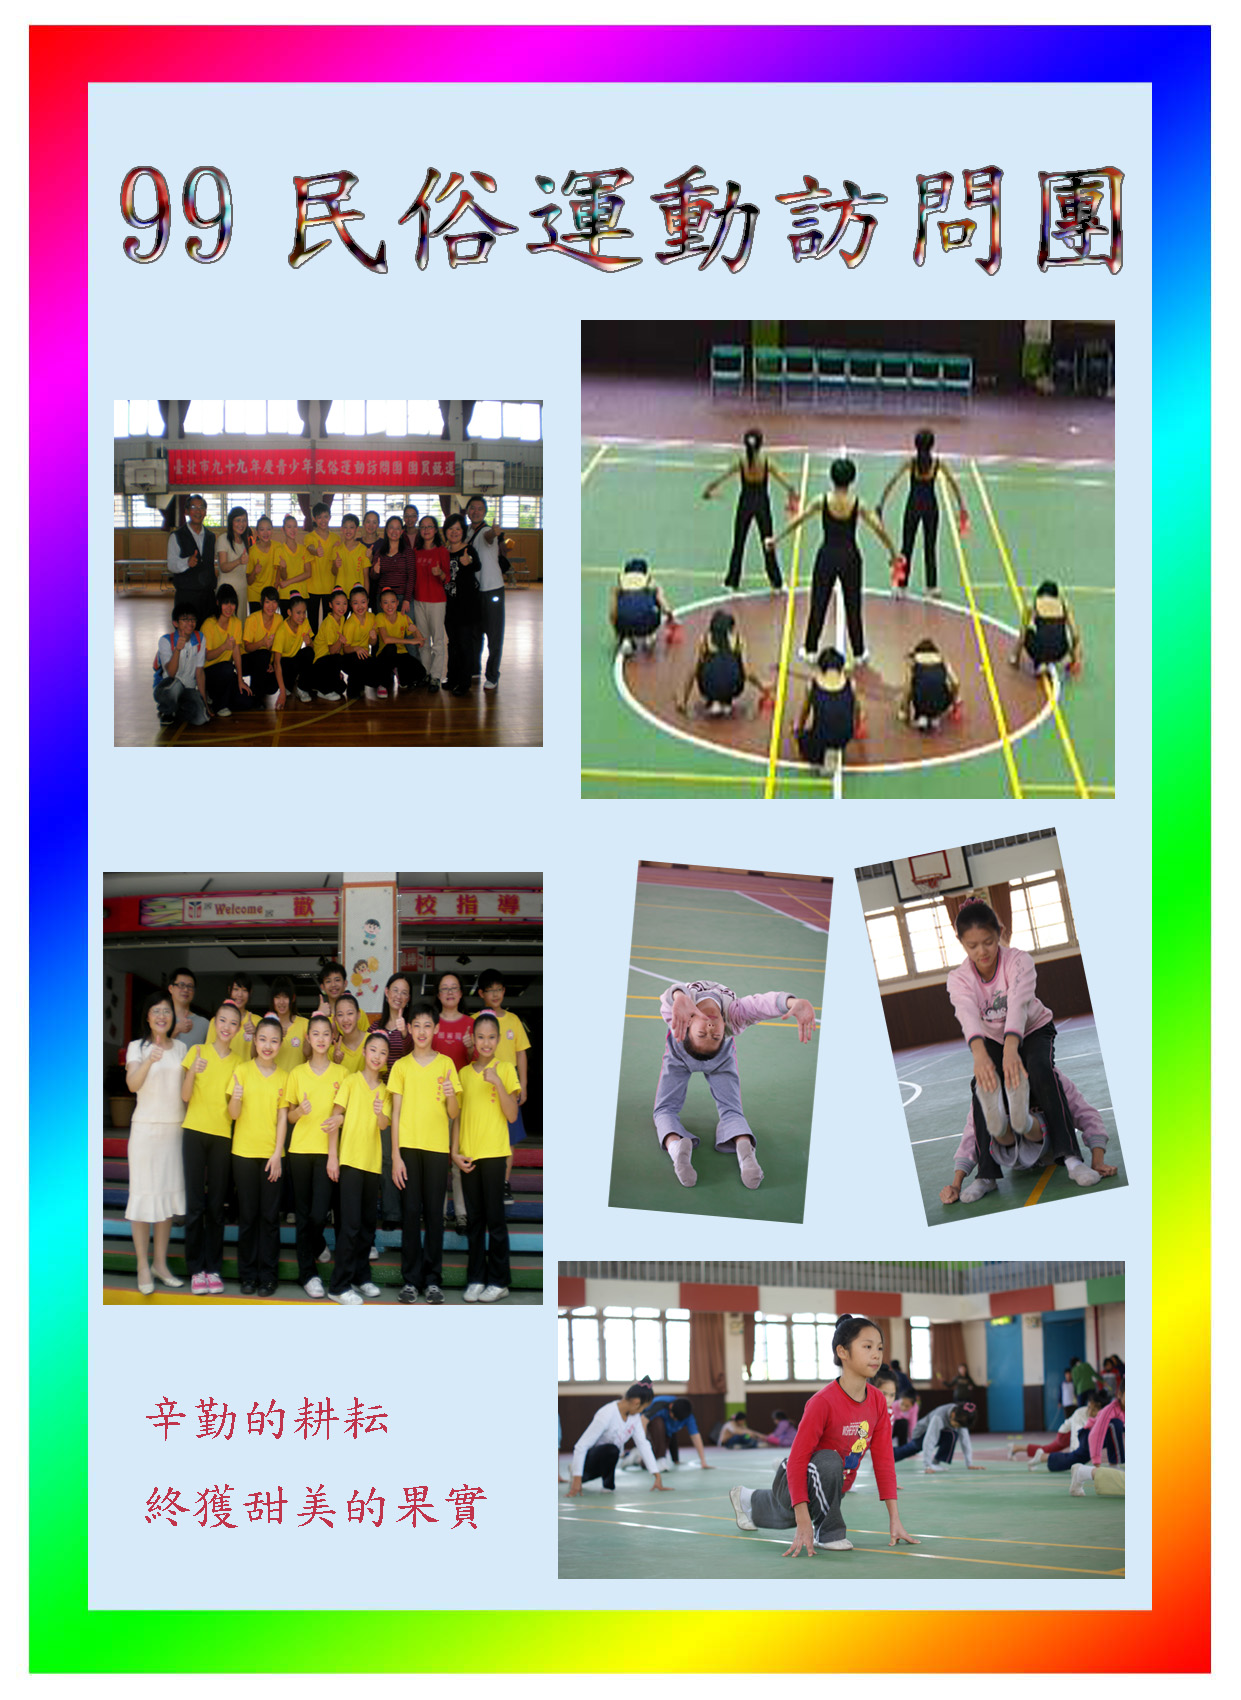 99 民俗運動訪問團
臺北市九十九年度青少年民俗運動訪問團 團員甄選
Welcome 歡 校指導
辛勤的耕耘
終獲甜美的果實